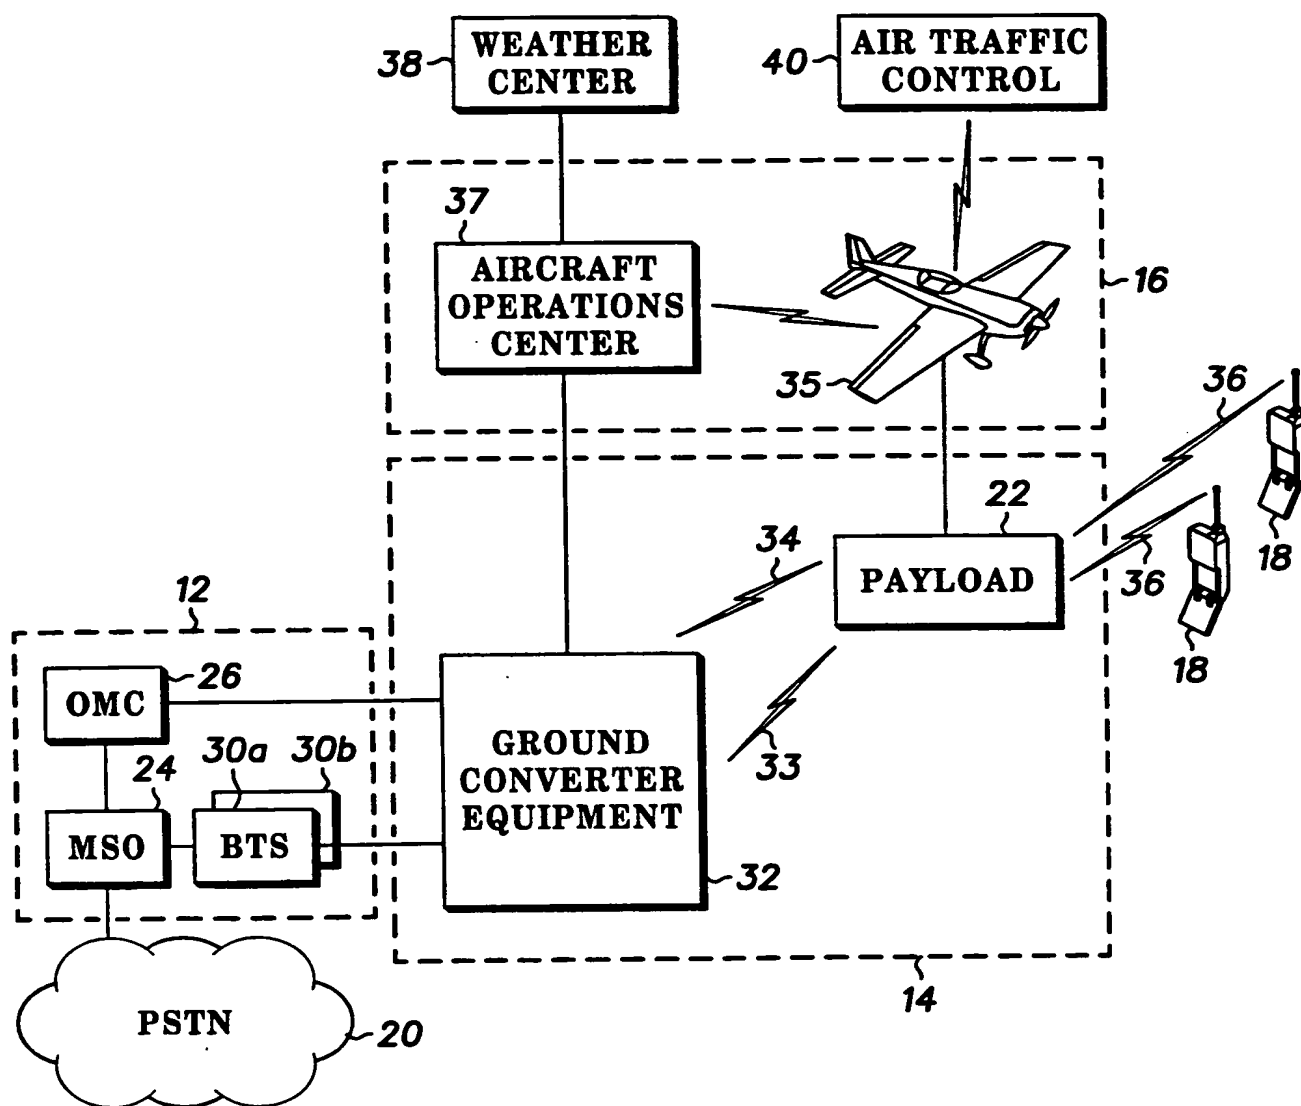 38
WEATHER
CENTER
40
AIR TRAFFIC
CONTROL
37
AIRCRAFT
OPERATIONS
CENTER
35
16
36
18
22
PAYLOAD
36
18
34
33
12
OMC
26
30a
30b
24
MSO
BTS
GROUND
CONVERTER
EQUIPMENT
32
14
PSTN
20